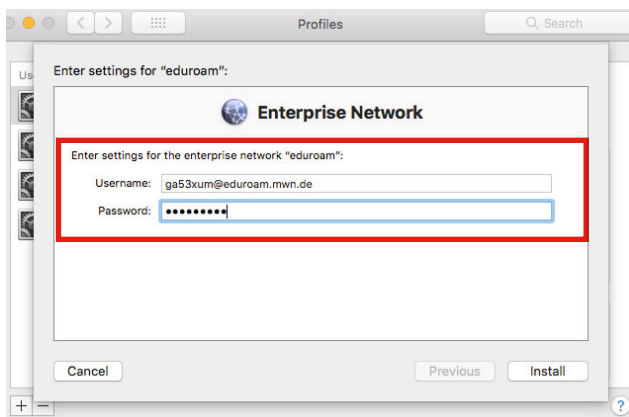 Profiles
Search
Us
Enter settings for "eduroam":
Enterprise Network
Enter settings for the enterprise network "eduroam":
Username: ga53xum@eduroam.mwn.de
Password: •••••••••
Cancel
Previous
Install
+ −
?